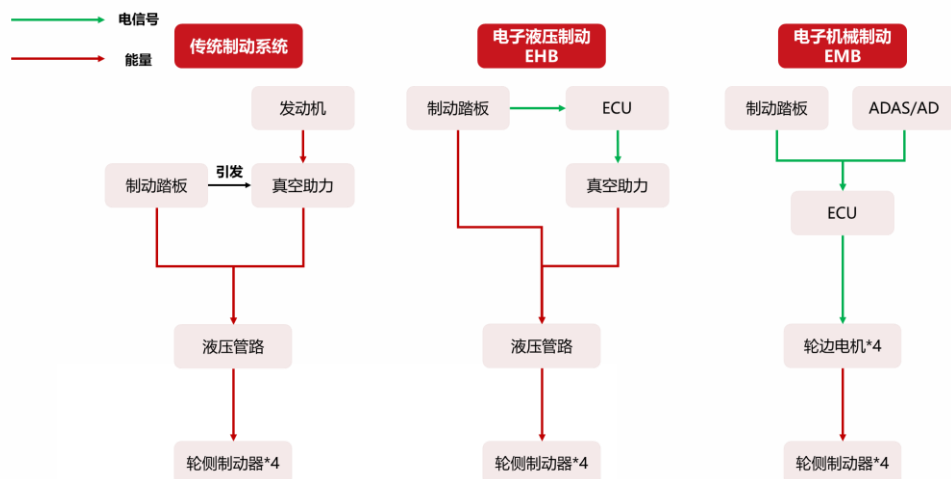 电信号
能量
传统制动系统
发动机
制动踏板
引发
真空助力
液压管路
轮侧制动器*4
电子液压制动
EHB
制动踏板
ECU
真空助力
液压管路
轮侧制动器*4
电子机械制动
EMB
制动踏板
ADAS/AD
ECU
轮边电机*4
轮侧制动器*4